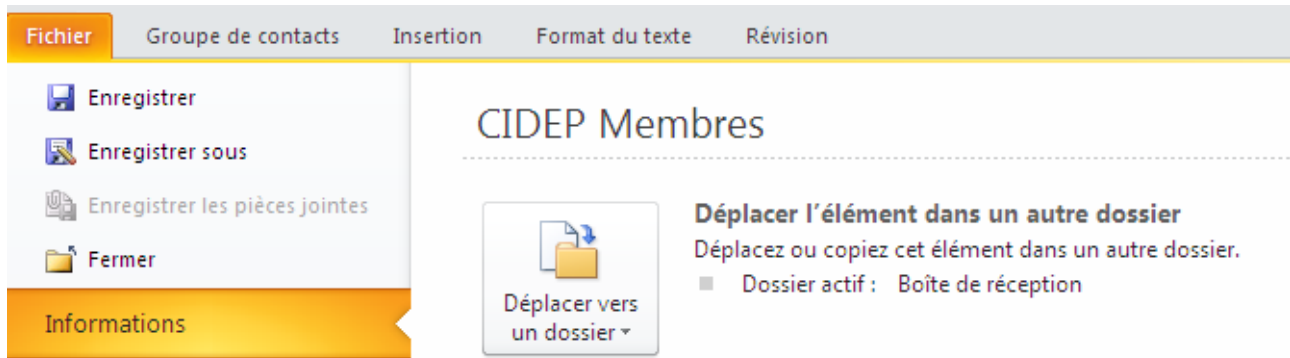 Fichier Groupe de contacts Insertion Format du texte Révision
Enregistrer
Enregistrer sous
Enregistrer les pièces jointes
Fermer
Informations
CIDEP Membres
Déplacer vers
un dossier
Déplacer l'élément dans un autre dossier
Déplacez ou copiez cet élément dans un autre dossier.
Dossier actif : Boîte de réception